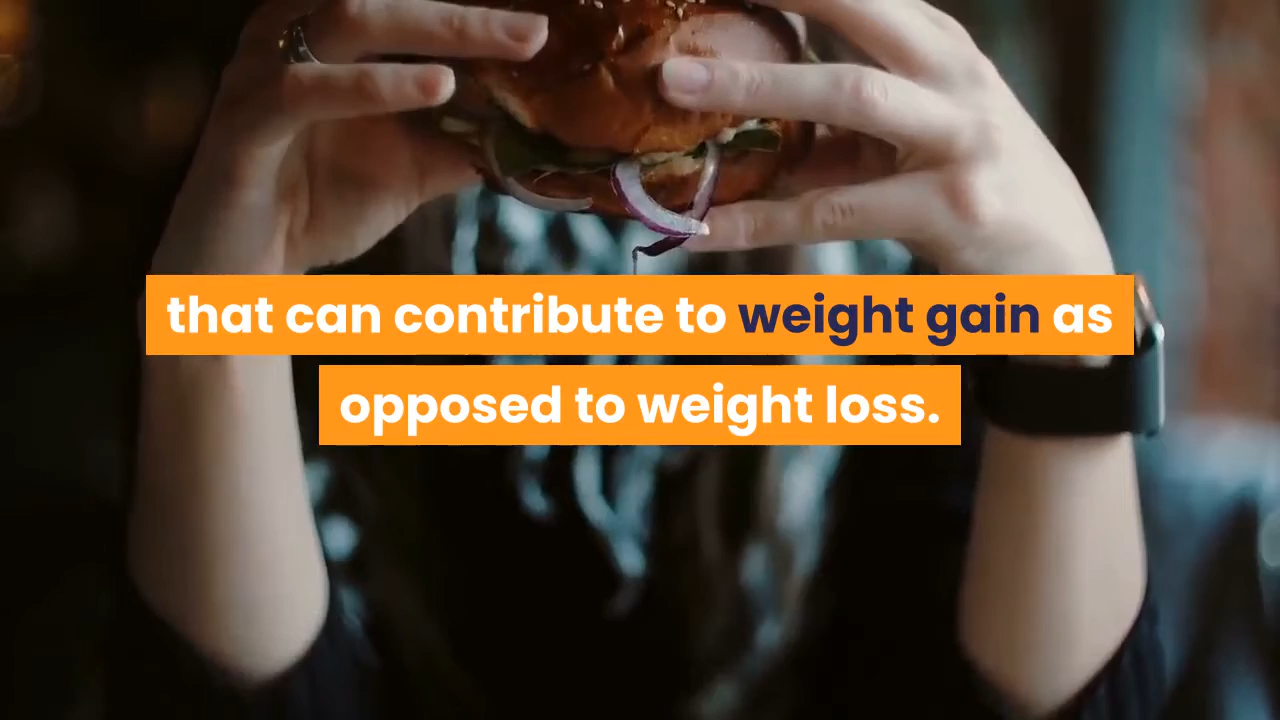 that can contribute to weight gain as
opposed to weight loss.